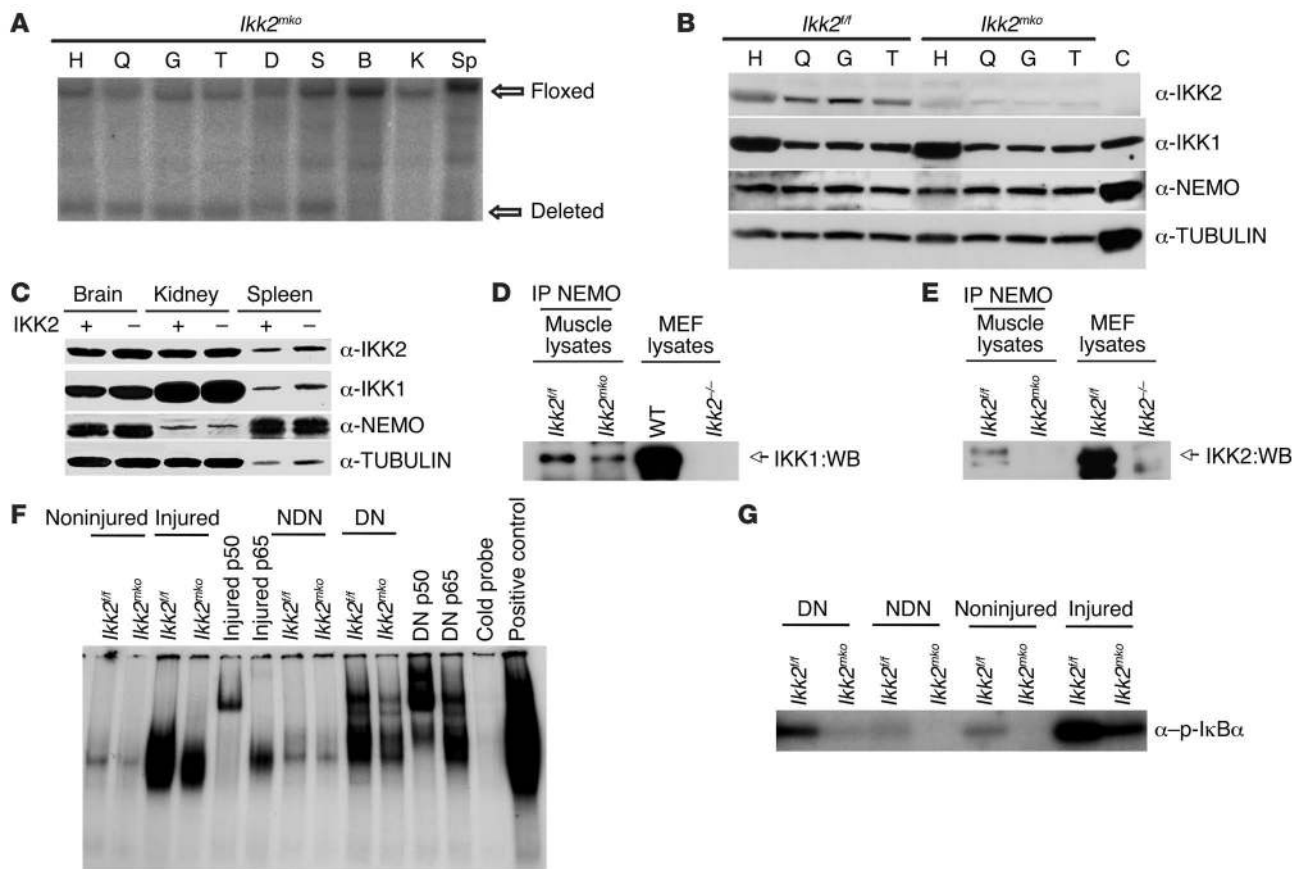 A
Ikk2mko
H Q G T D S B K Sp
Floxed
Deleted
B
Ikk2f/f Ikk2mko
H Q G T H Q G T C
α-IKK2
α-IKK1
α-NEMO
α-TUBULIN
C
Brain Kidney Spleen
IKK2 + – + – + –
α-IKK2
α-IKK1
α-NEMO
α-TUBULIN
D
IP NEMO
Muscle lysates
MEF lysates
Ikk2f/f
Ikk2mko
WT
Ikk2–/–
IKK1:WB
E
IP NEMO
Muscle lysates
MEF lysates
Ikk2f/f
Ikk2mko
Ikk2f/f
Ikk2–/–
IKK2:WB
F
Noninjured Injured NDN DN
Ikk2f/f
Ikk2mko
Ikk2f/f
Ikk2mko
Injured p50
Injured p65
Ikk2f/f
Ikk2mko
Ikk2f/f
Ikk2mko
DN p50
DN p65
Cold probe
Positive control
G
DN NDN Noninjured Injured
Ikk2f/f
Ikk2mko
Ikk2f/f
Ikk2mko
Ikk2f/f
Ikk2mko
Ikk2f/f
Ikk2mko
α–p-IκBα